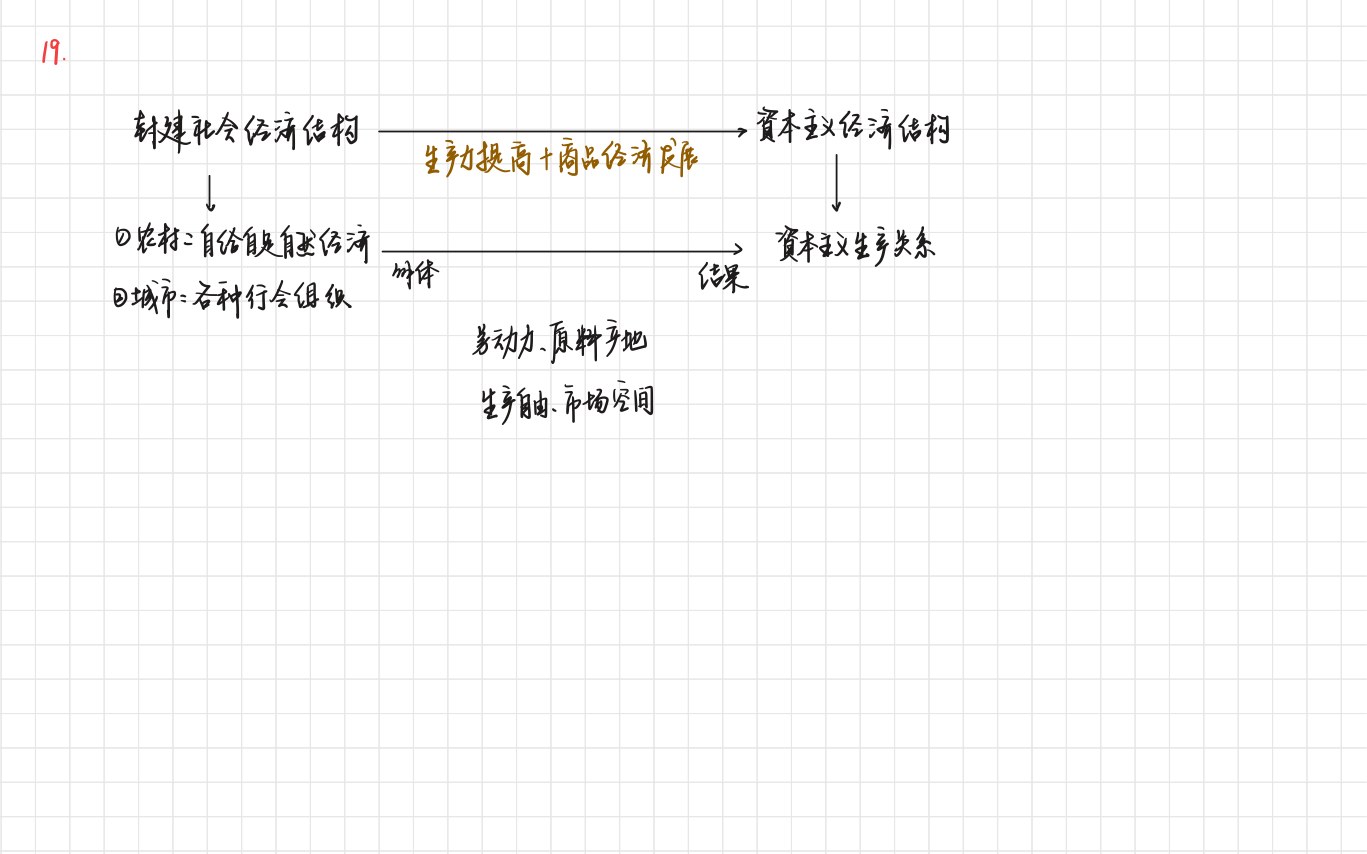 19.
封建社会经济结构
生产力提高+商品经济发展
資本主义经济结构
①农村：自给自足自然经济
解体
结果
資本主义生产关系
②城市：各种行会组织
劳动力、原料产地
生产自由、市场空间